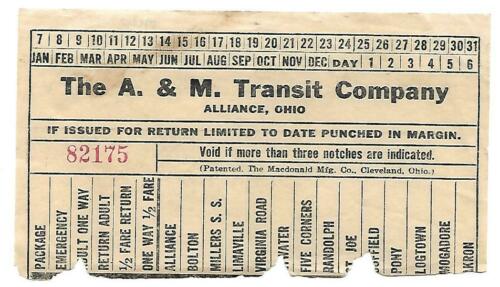 7 8 9 10 11 12 13 14 15 16 17 18 19 20 21 22 23 24 25 26 27 28 29 30 31
JAN FEB MAR APR MAY JUN JUL AUG SEP OCT NOV DEC DAY 1 2 3 4 5 6
The A. & M. Transit Company
ALLIANCE, OHIO
IF ISSUED FOR RETURN LIMITED TO DATE PUNCHED IN MARGIN.
82175
Void if more than three notches are indicated.
(Patented, The Macdonald Mfg. Co., Cleveland, Ohio.)
PACKAGE
EMERGENCY
ADULT ONE WAY
RETURN ADULT
1/2 FARE RETURN
ONE WAY 1/2 FARE
ALLIANCE
BOLTON
MILLERS S. S.
LIMAVILLE
VIRGINIA ROAD
FIVE CORNERS
RANDOLPH
PONY
MOGADORE